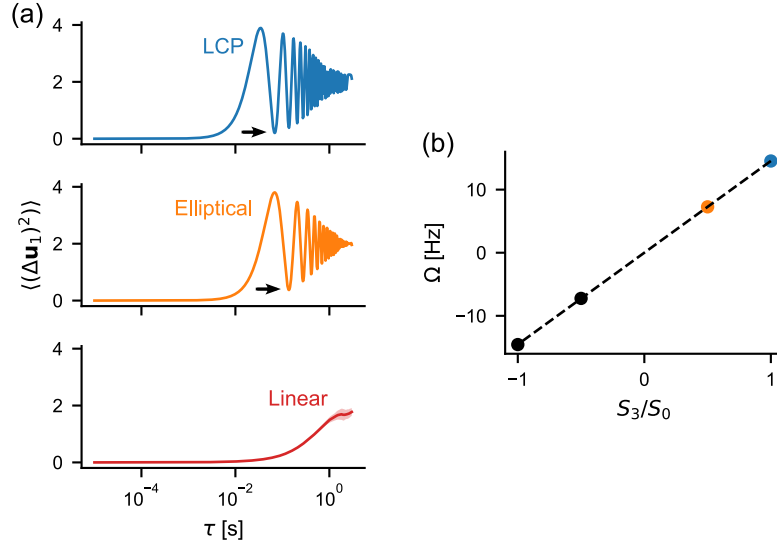 (a)
4
2
0
LCP
4
2
0
Elliptical
⟨(Δ𝐮₁)²)⟩
4
2
0
Linear
10⁻⁴
10⁻²
10⁰
τ [s]
(b)
10
0
−10
Ω [Hz]
−1
0
1
S₃/S₀